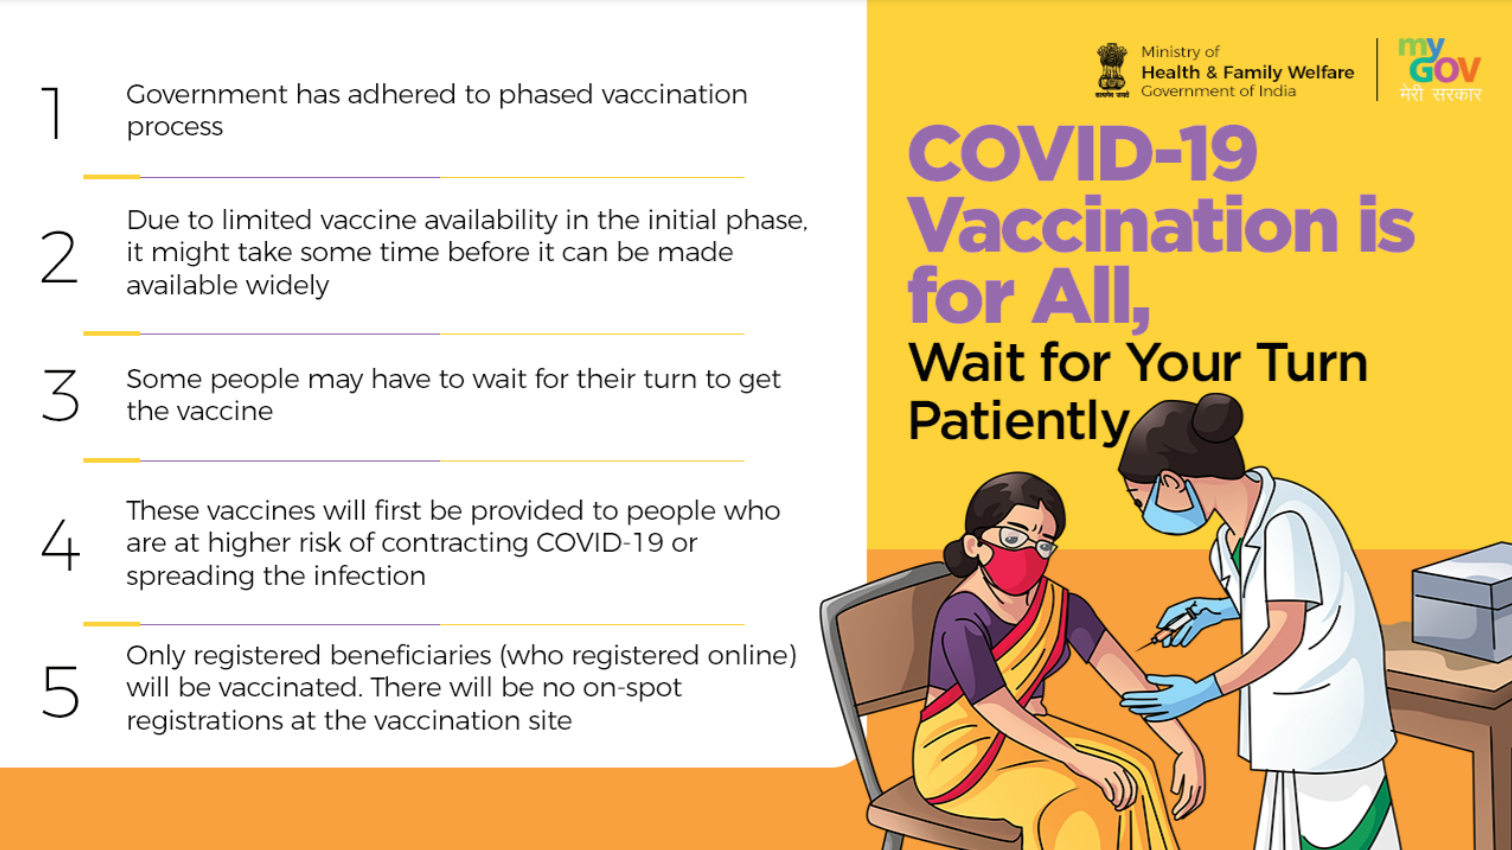 1
Government has adhered to phased vaccination
process
2
Due to limited vaccine availability in the initial phase,
it might take some time before it can be made
available widely
3
Some people may have to wait for their turn to get
the vaccine
4
These vaccines will first be provided to people who
are at higher risk of contracting COVID-19 or
spreading the infection
5
Only registered beneficiaries (who registered online)
will be vaccinated. There will be no on-spot
registrations at the vaccination site
सत्यमेव जयते
Ministry of
Health & Family Welfare
Government of India
my
GOV
मेरी सरकार
COVID-19
Vaccination is
for All,
Wait for Your Turn
Patiently